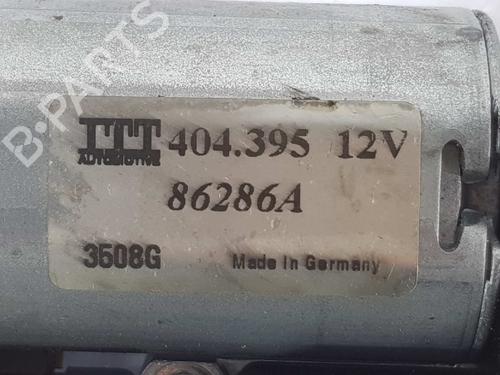 B-PARTS
ITT 404.395 12V
AUTOMOTIVE
86286A
3508G Made in Germany